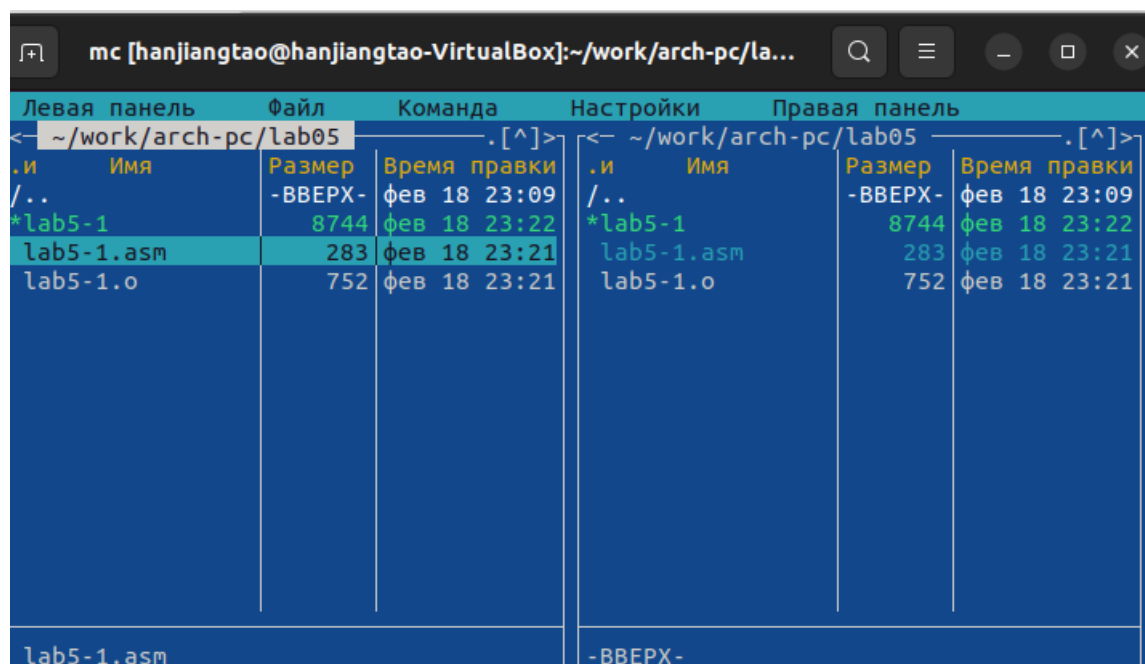 mc [hanjiangtao@hanjiangtao-VirtualBox]:~/work/arch-pc/la...
Левая панель Файл Команда Настройки Правая панель
<─ ~/work/arch-pc/lab05 ─.[^]>┐┌<─ ~/work/arch-pc/lab05 ─.[^]>┐
.и Имя Размер Время правки .и Имя Размер Время правки
/.. -ВВЕРХ- фев 18 23:09 /.. -ВВЕРХ- фев 18 23:09
*lab5-1 8744 фев 18 23:22 *lab5-1 8744 фев 18 23:22
lab5-1.asm 283 фев 18 23:21 lab5-1.asm 283 фев 18 23:21
lab5-1.o 752 фев 18 23:21 lab5-1.o 752 фев 18 23:21
lab5-1.asm -ВВЕРХ-